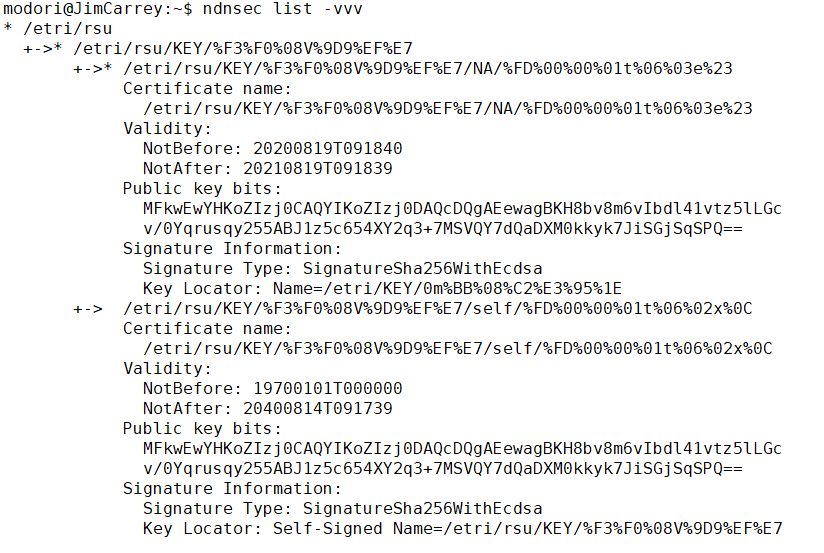 modori@JimCarrey:~$ ndnsec list -vvv
* /etri/rsu
  +->* /etri/rsu/KEY/%F3%F0%08V%9D9%EF%E7
       +->* /etri/rsu/KEY/%F3%F0%08V%9D9%EF%E7/NA/%FD%00%00%01t%06%03e%23
            Certificate name:
              /etri/rsu/KEY/%F3%F0%08V%9D9%EF%E7/NA/%FD%00%00%01t%06%03e%23
            Validity:
              NotBefore: 20200819T091840
              NotAfter: 20210819T091839
            Public key bits:
              MFkwEwYHKoZIzj0CAQYIKoZIzj0DAQcDQgAEewagBKH8bv8m6vIbdl41vtz5lLGc
              v/0Yqrusqy255ABJ1z5c654XY2q3+7MSVQY7dQaDXM0kkyk7JiSGjSqSPQ==
            Signature Information:
              Signature Type: SignatureSha256WithEcdsa
              Key Locator: Name=/etri/KEY/0m%BB%08%C2%E3%95%1E
       +->  /etri/rsu/KEY/%F3%F0%08V%9D9%EF%E7/self/%FD%00%00%01t%06%02x%0C
            Certificate name:
              /etri/rsu/KEY/%F3%F0%08V%9D9%EF%E7/self/%FD%00%00%01t%06%02x%0C
            Validity:
              NotBefore: 19700101T000000
              NotAfter: 20400814T091739
            Public key bits:
              MFkwEwYHKoZIzj0CAQYIKoZIzj0DAQcDQgAEewagBKH8bv8m6vIbdl41vtz5lLGc
              v/0Yqrusqy255ABJ1z5c654XY2q3+7MSVQY7dQaDXM0kkyk7JiSGjSqSPQ==
            Signature Information:
              Signature Type: SignatureSha256WithEcdsa
              Key Locator: Self-Signed Name=/etri/rsu/KEY/%F3%F0%08V%9D9%EF%E7